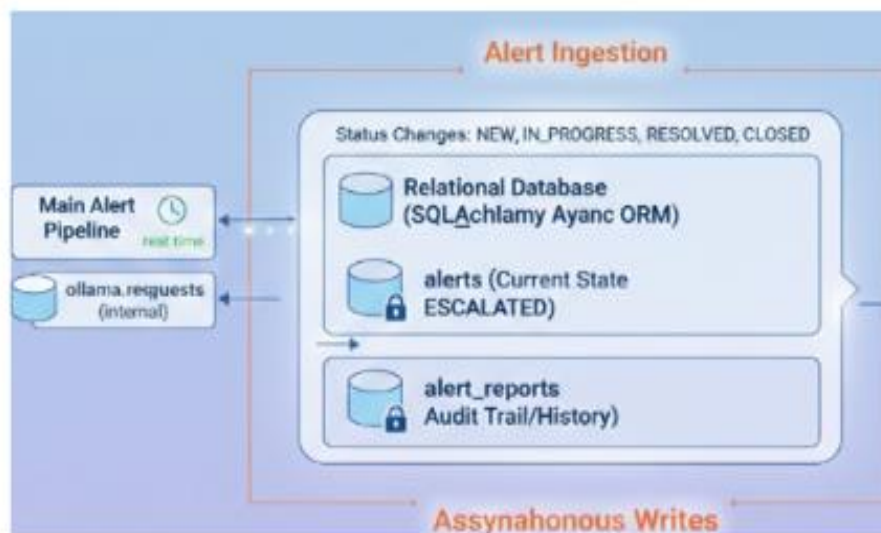 Alert Ingestion
Status Changes: NEW, IN_PROGRESS, RESOLVED, CLOSED
Main Alert
Pipeline
real time
ollama.reqguests
(internal)
Relational Database
(SQLAchlamy Ayanc ORM)
alerts (Current State
ESCALATED)
alert_reports
Audit Trail/History)
Assynahonous Writes